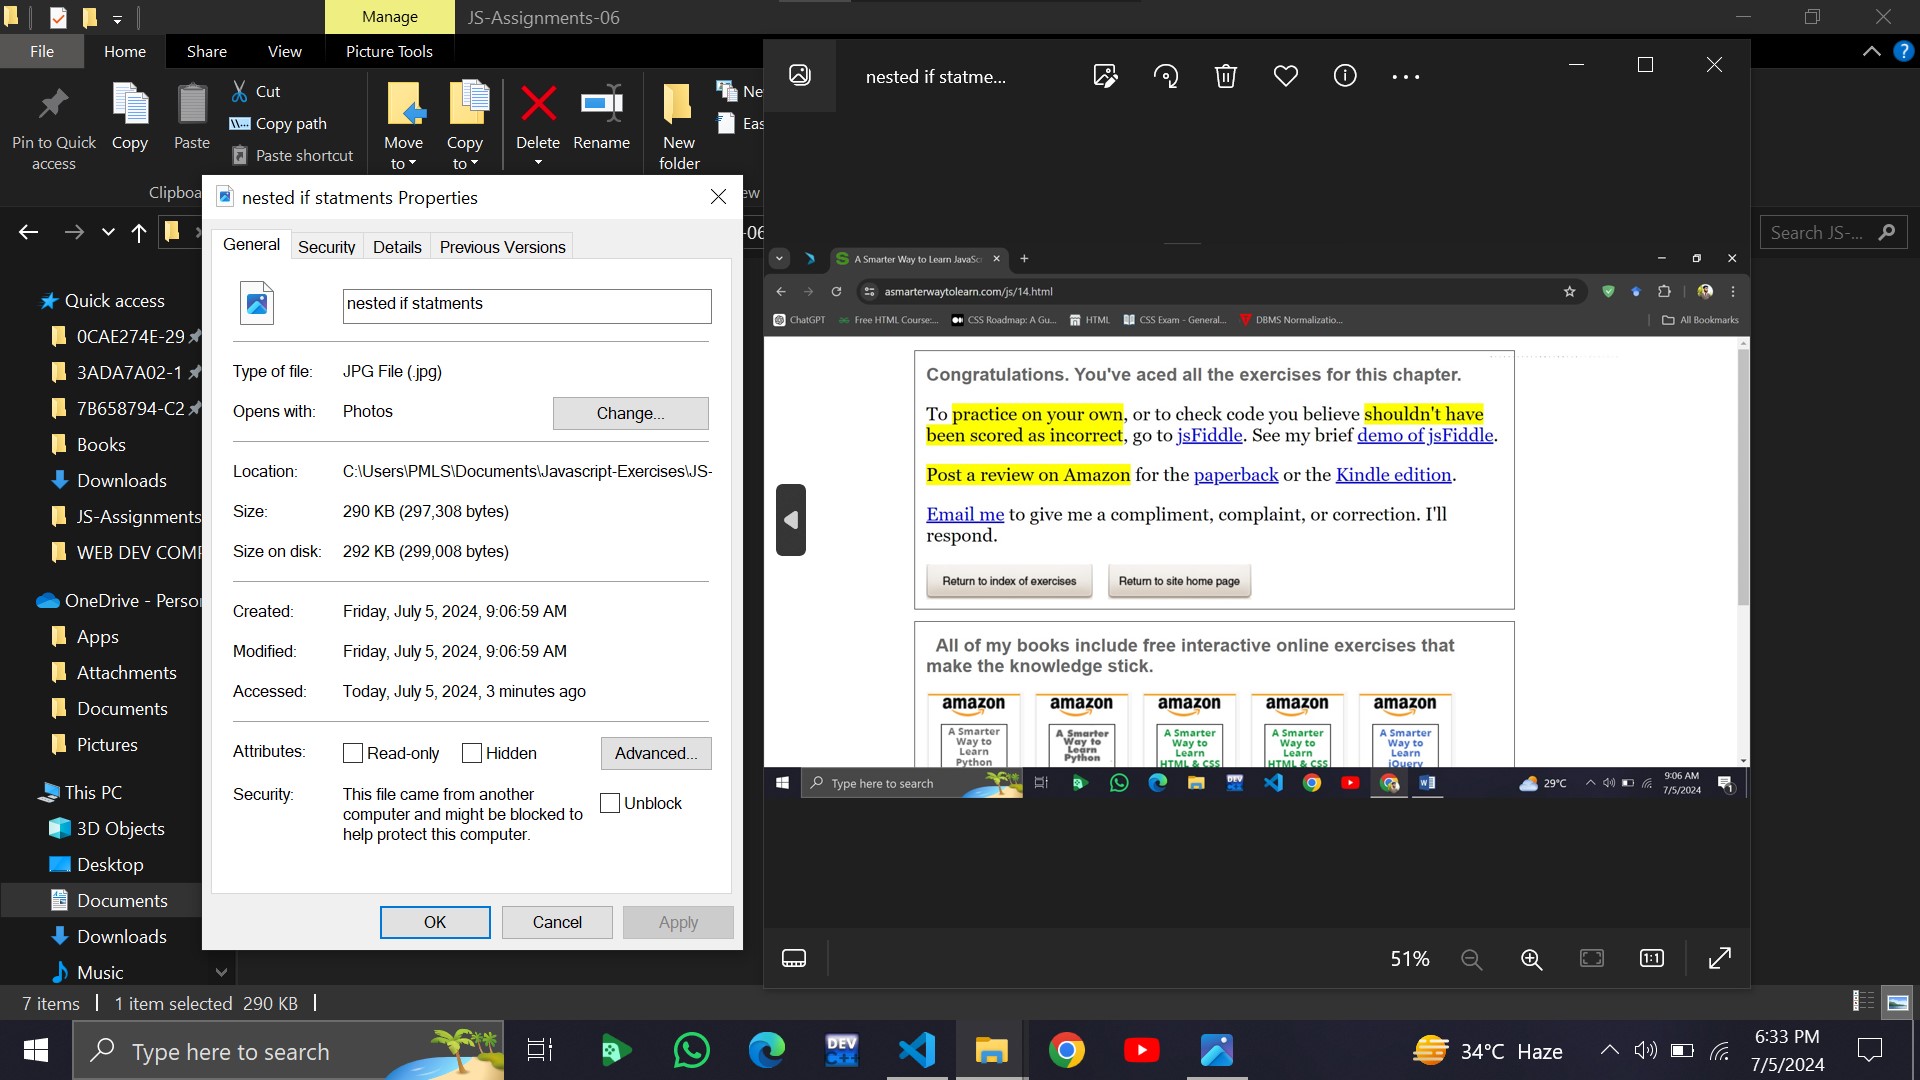 Manage
JS-Assignments-06
File
Home
Share
View
Picture Tools
Pin to Quick access
Copy
Paste
Cut
Copy path
Paste shortcut
Move to
Copy to
Delete
Rename
New folder
Search JS-...
Quick access
0CAE274E-29
3ADA7A02-1
7B658794-C2
Books
Downloads
JS-Assignments
WEB DEV COM
OneDrive - Perso
Apps
Attachments
Documents
Pictures
This PC
3D Objects
Desktop
Documents
Downloads
Music
nested if statments Properties
General
Security
Details
Previous Versions
nested if statments
Type of file: JPG File (.jpg)
Opens with: Photos
Change...
Location: C:\Users\PMLS\Documents\Javascript-Exercises\JS-
Size: 290 KB (297,308 bytes)
Size on disk: 292 KB (299,008 bytes)
Created: Friday, July 5, 2024, 9:06:59 AM
Modified: Friday, July 5, 2024, 9:06:59 AM
Accessed: Today, July 5, 2024, 3 minutes ago
Attributes: Read-only Hidden
Advanced...
Security: This file came from another
computer and might be blocked to
help protect this computer.
Unblock
OK
Cancel
Apply
nested if statme...
A Smarter Way to Learn JavaSc
asmarterwaytolearn.com/js/14.html
ChatGPT
Free HTML Course:...
CSS Roadmap: A Gu...
HTML
CSS Exam - General...
DBMS Normalizatio...
All Bookmarks
Congratulations. You've aced all the exercises for this chapter.
To practice on your own, or to check code you believe shouldn't have
been scored as incorrect, go to jsFiddle. See my brief demo of jsFiddle.
Post a review on Amazon for the paperback or the Kindle edition.
Email me to give me a compliment, complaint, or correction. I'll
respond.
Return to index of exercises
Return to site home page
All of my books include free interactive online exercises that
make the knowledge stick.
amazon amazon amazon amazon amazon
A Smarter Way to Learn Python
A Smarter Way to Learn Python
A Smarter Way to Learn HTML & CSS
A Smarter Way to Learn HTML & CSS
A Smarter Way to Learn jQuery
Type here to search
DEV
29°C
9:06 AM
7/5/2024
1
51%
1:1
7 items
1 item selected 290 KB
Type here to search
DEV C++
34°C Haze
6:33 PM
7/5/2024